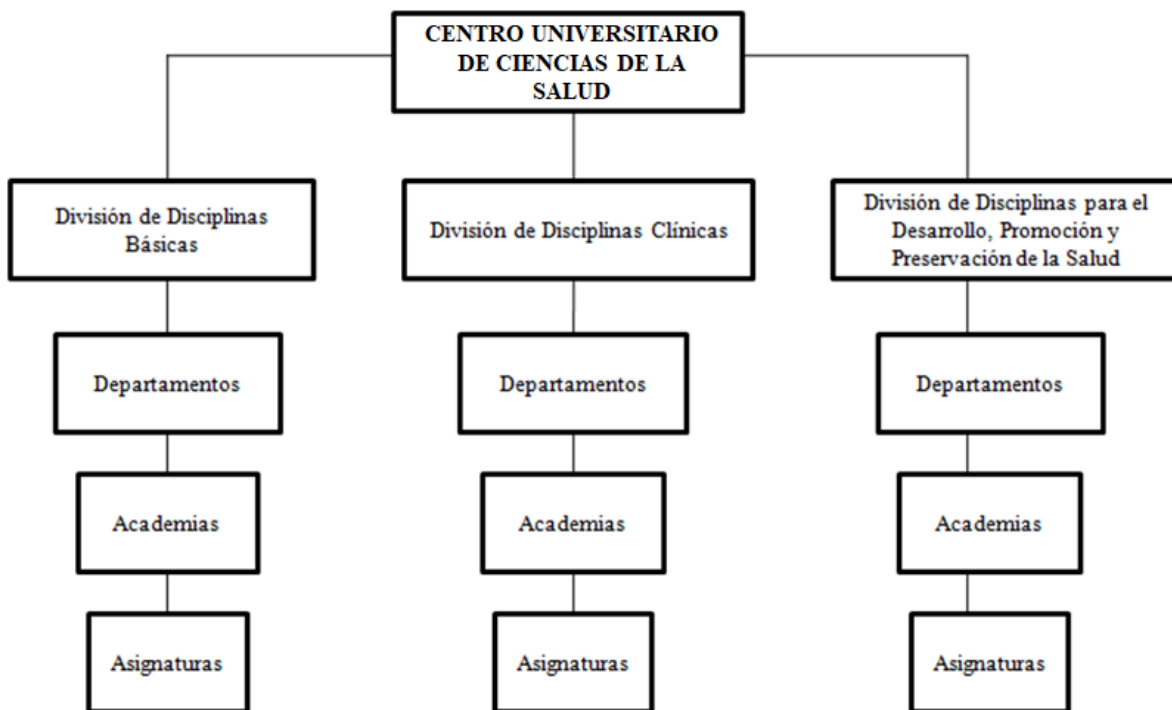 CENTRO UNIVERSITARIO
DE CIENCIAS DE LA
SALUD
División de Disciplinas
Básicas
División de Disciplinas Clínicas
División de Disciplinas para el
Desarrollo, Promoción y
Preservación de la Salud
Departamentos
Departamentos
Departamentos
Academias
Academias
Academias
Asignaturas
Asignaturas
Asignaturas